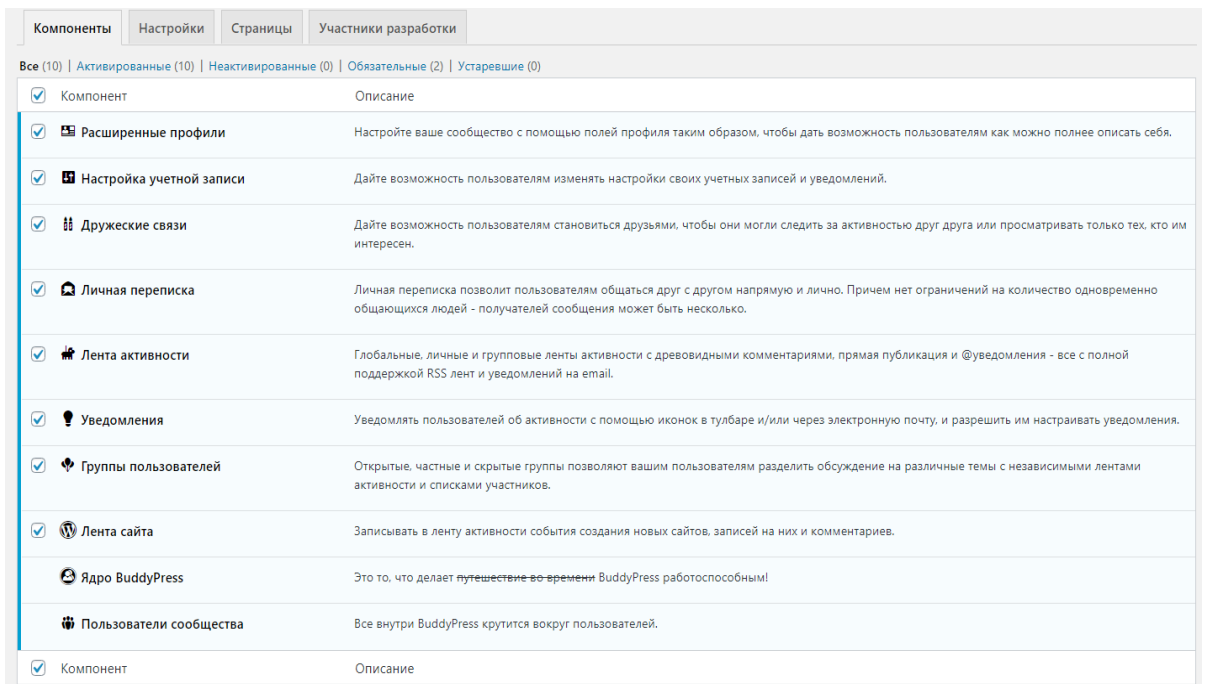 Компоненты Настройки Страницы Участники разработки
Все (10) | Активированные (10) | Неактивированные (0) | Обязательные (2) | Устаревшие (0)
Компонент Описание
Расширенные профили Настройте ваше сообщество с помощью полей профиля таким образом, чтобы дать возможность пользователям как можно полнее описать себя.
Настройка учетной записи Дайте возможность пользователям изменять настройки своих учетных записей и уведомлений.
Дружеские связи Дайте возможность пользователям становиться друзьями, чтобы они могли следить за активностью друг друга или просматривать только тех, кто им
интересен.
Личная переписка Личная переписка позволит пользователям общаться друг с другом напрямую и лично. Причем нет ограничений на количество одновременно
общающихся людей - получателей сообщения может быть несколько.
Лента активности Глобальные, личные и групповые ленты активности с древовидными комментариями, прямая публикация и @уведомления - все с полной
поддержкой RSS лент и уведомлений на email.
Уведомления Уведомлять пользователей об активности с помощью иконок в тулбаре и/или через электронную почту, и разрешить им настраивать уведомления.
Группы пользователей Открытые, частные и скрытые группы позволяют вашим пользователям разделить обсуждение на различные темы с независимыми лентами
активности и списками участников.
Лента сайта Записывать в ленту активности события создания новых сайтов, записей на них и комментариев.
Ядро BuddyPress Это то, что делает путешествие во времени BuddyPress работоспособным!
Пользователи сообщества Все внутри BuddyPress крутится вокруг пользователей.
Компонент Описание